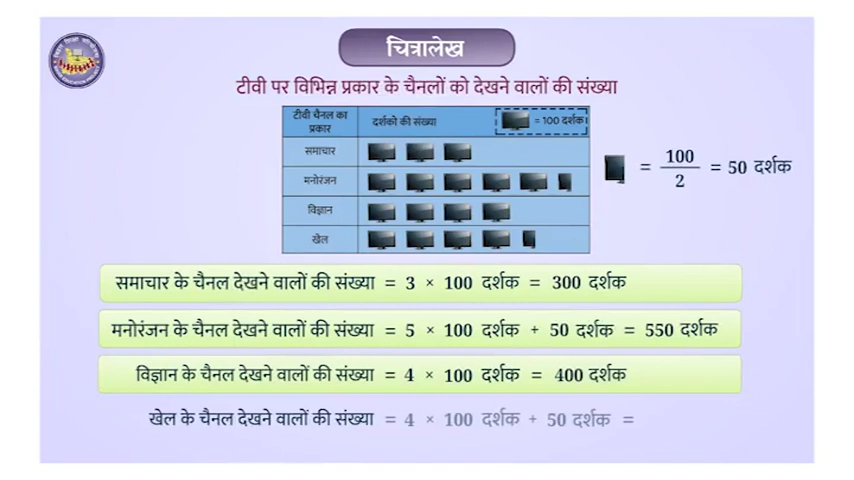 चित्रालेख
टीवी पर विभिन्न प्रकार के चैनलों को देखने वालों की संख्या
टीवी चैनल का प्रकार
दर्शकों की संख्या
= 100 दर्शक
समाचार
मनोरंजन
विज्ञान
खेल
= 100/2 = 50 दर्शक
समाचार के चैनल देखने वालों की संख्या = 3 × 100 दर्शक = 300 दर्शक
मनोरंजन के चैनल देखने वालों की संख्या = 5 × 100 दर्शक + 50 दर्शक = 550 दर्शक
विज्ञान के चैनल देखने वालों की संख्या = 4 × 100 दर्शक = 400 दर्शक
खेल के चैनल देखने वालों की संख्या = 4 × 100 दर्शक + 50 दर्शक =